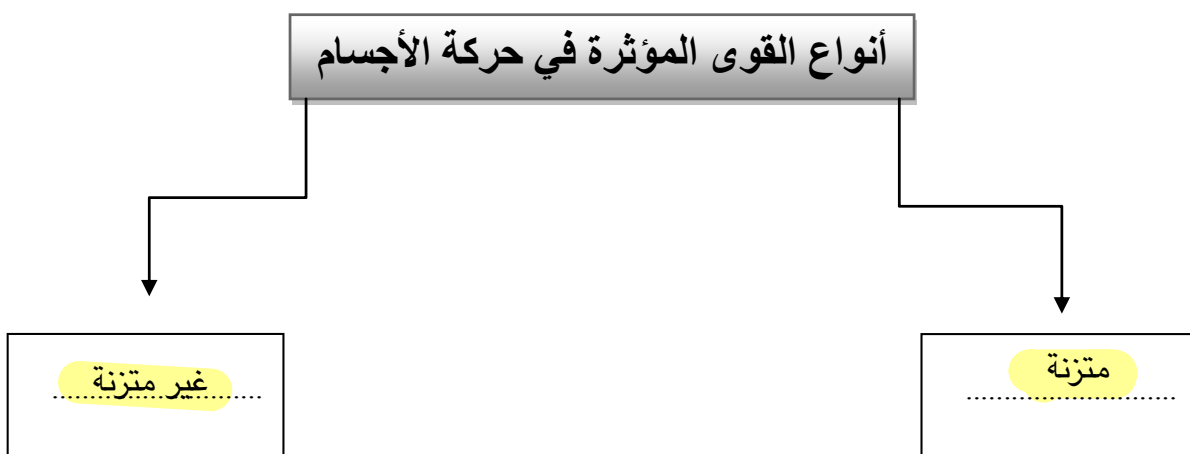 أنواع القوى المؤثرة في حركة الأجسام
متزنة
غير متزنة